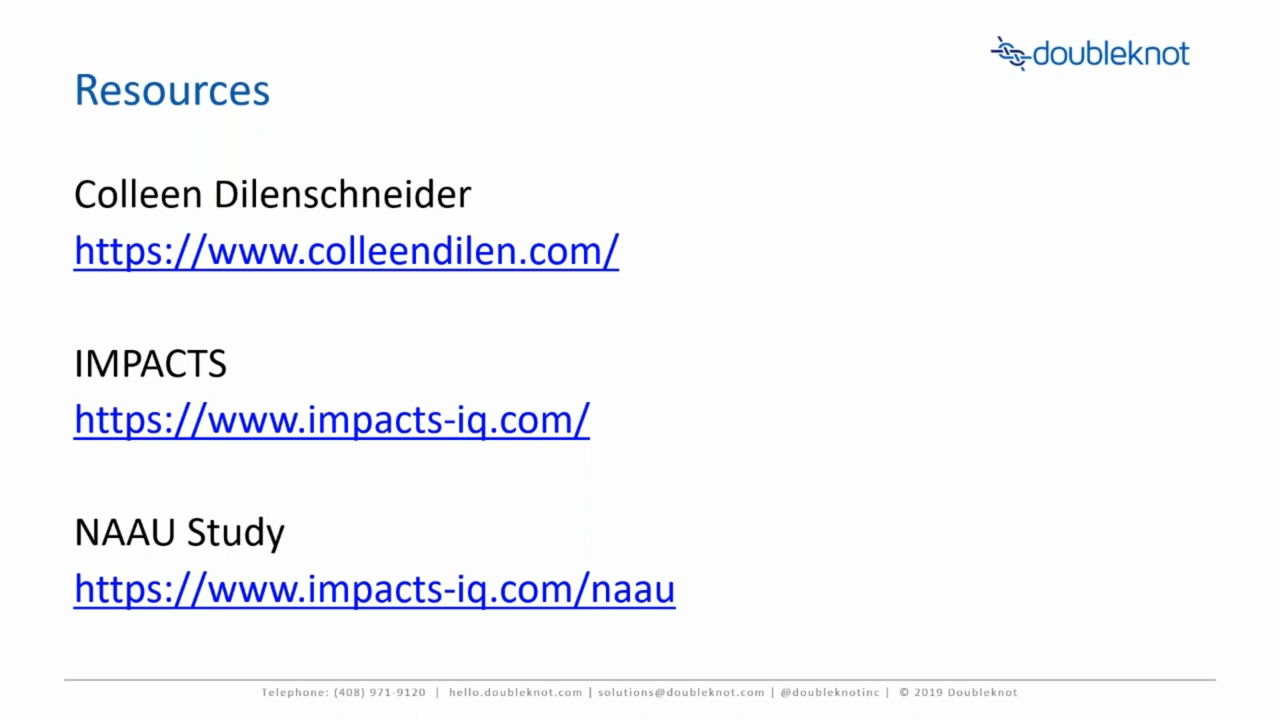 doubleknot
Resources
Colleen Dilenschneider
https://www.colleendilen.com/
IMPACTS
https://www.impacts-iq.com/
NAAU Study
https://www.impacts-iq.com/naau
Telephone: (408) 971-9120 | hello.doubleknot.com | solutions@doubleknot.com | @doubleknotinc | © 2019 Doubleknot